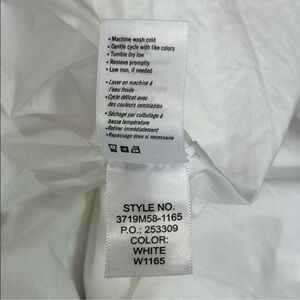 • Machine wash cold
• Gentle cycle with like colors
• Tumble dry low
• Remove promptly
• Low iron, if needed
• Laver en machine à
l'eau froide
• Cycle délicat avec
des couleurs semblables
• Séchage par culbutage à
basse température
• Retirer immédiatement
• Repassage doux si necessaire
STYLE NO.
3719M58-1165
P.O.: 253309
COLOR:
WHITE
W1165